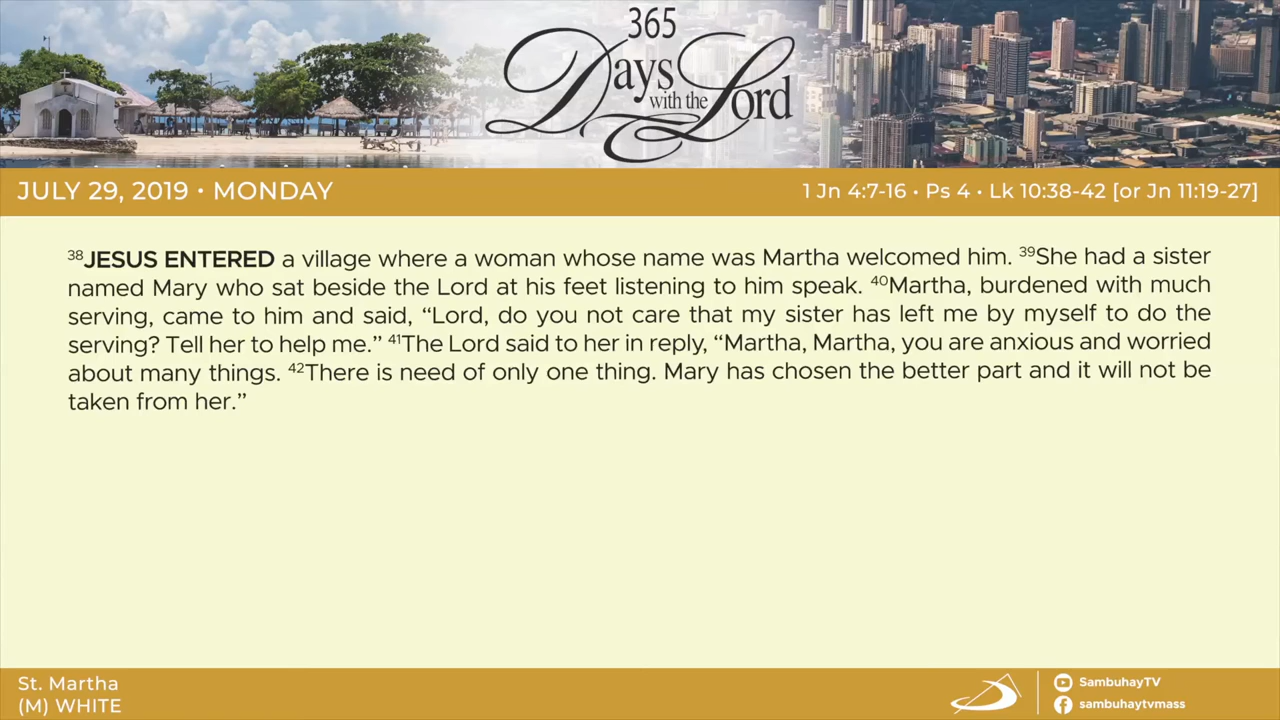 365
Days with the Lord
JULY 29, 2019 • MONDAY
1 Jn 4:7-16 • Ps 4 • Lk 10:38-42 [or Jn 11:19-27]
³⁸JESUS ENTERED a village where a woman whose name was Martha welcomed him. ³⁹She had a sister
named Mary who sat beside the Lord at his feet listening to him speak. ⁴⁰Martha, burdened with much
serving, came to him and said, “Lord, do you not care that my sister has left me by myself to do the
serving? Tell her to help me.” ⁴¹The Lord said to her in reply, “Martha, Martha, you are anxious and worried
about many things. ⁴²There is need of only one thing. Mary has chosen the better part and it will not be
taken from her.”
St. Martha
(M) WHITE
SambuhayTV
sambuhaytvmass